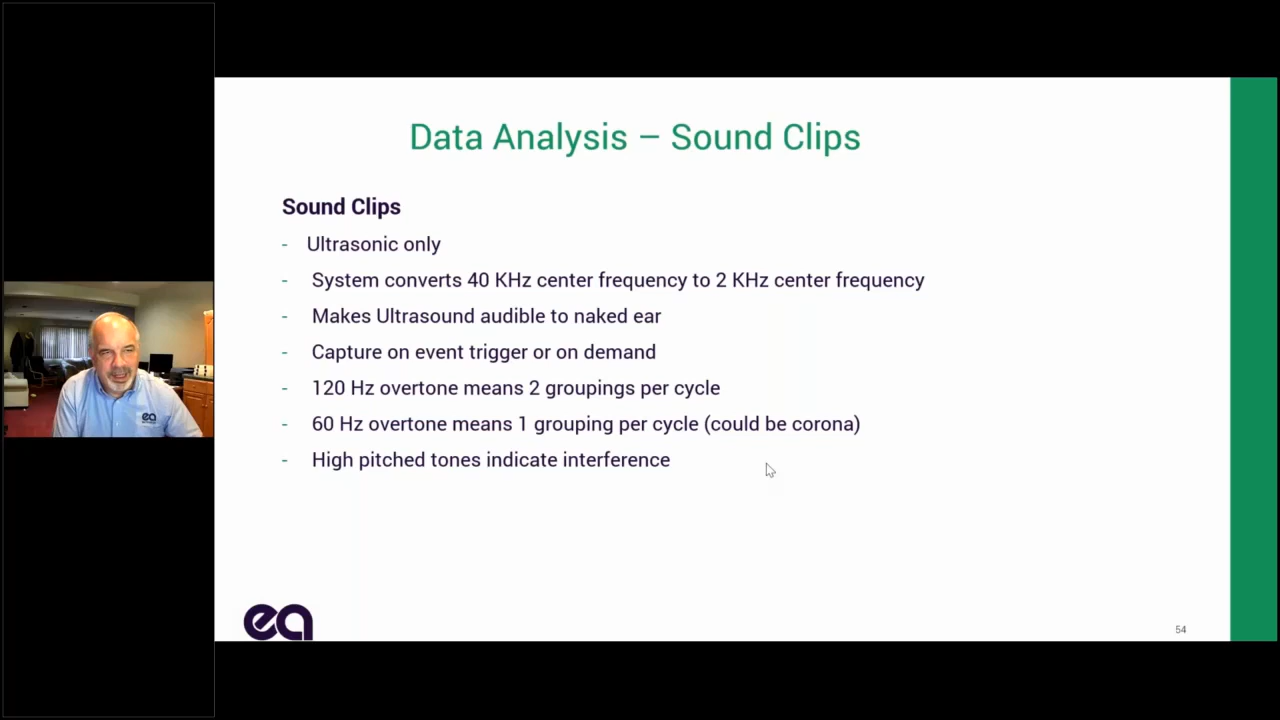 Data Analysis – Sound Clips
Sound Clips
- Ultrasonic only
- System converts 40 KHz center frequency to 2 KHz center frequency
- Makes Ultrasound audible to naked ear
- Capture on event trigger or on demand
- 120 Hz overtone means 2 groupings per cycle
- 60 Hz overtone means 1 grouping per cycle (could be corona)
- High pitched tones indicate interference
ea
ea
54